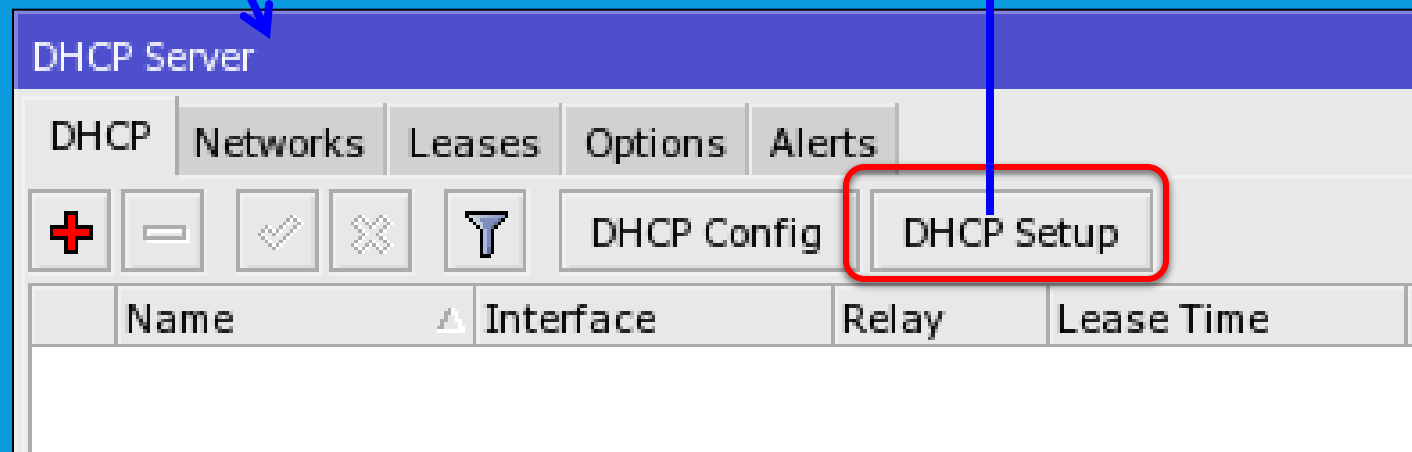 DHCP Server
DHCP Networks Leases Options Alerts
DHCP Config DHCP Setup
Name Interface Relay Lease Time